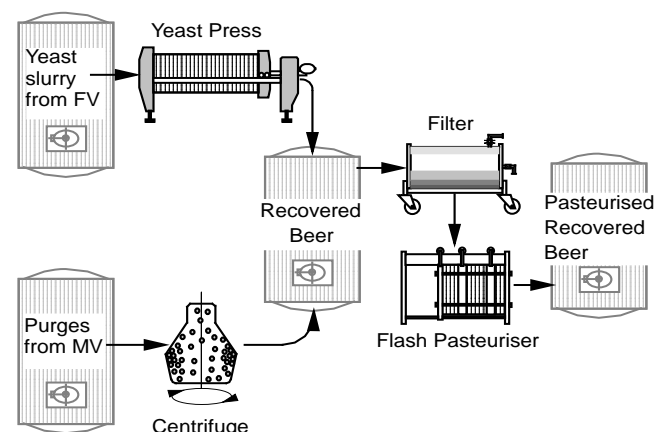 Yeast Press
Yeast
slurry
from FV
Filter
Recovered
Beer
Pasteurised
Recovered
Beer
Purges
from MV
Flash Pasteuriser
Centrifuge